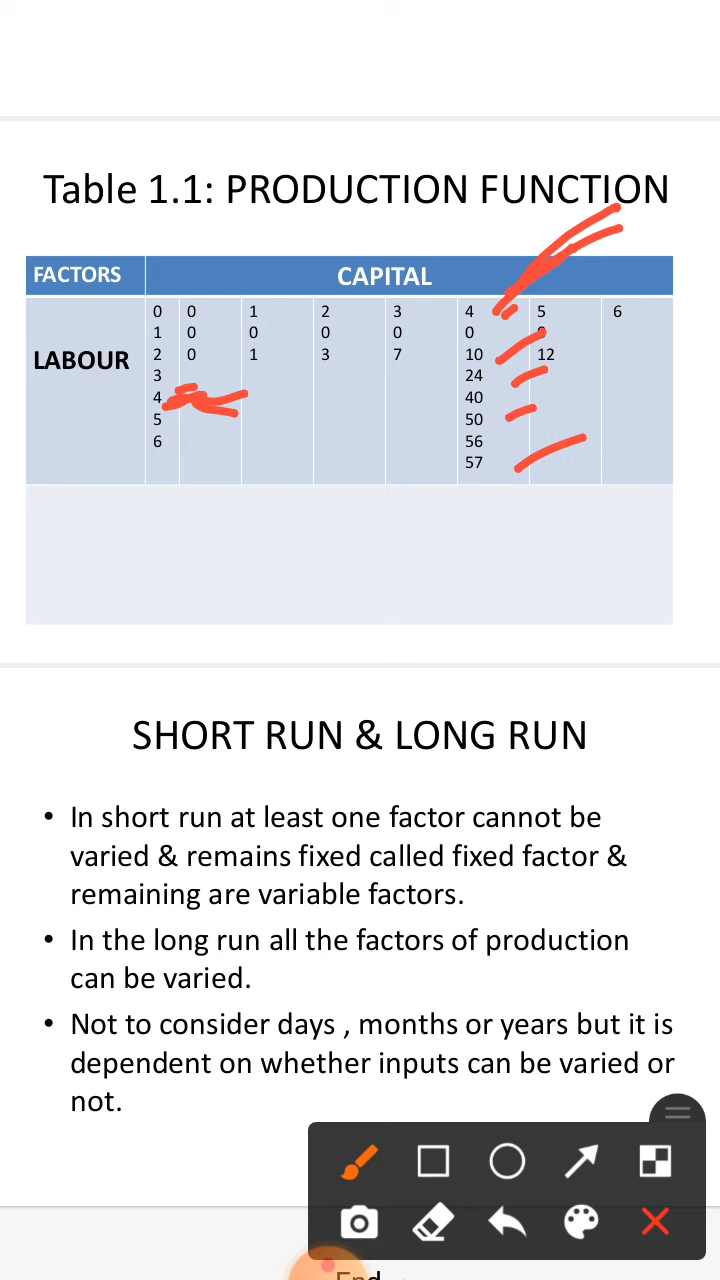 Table 1.1: PRODUCTION FUNCTION
FACTORS CAPITAL
LABOUR
0 0 1 2 3 4 5 6
1 0 0 0 0 0
2 0 1 3 7 10 12
3 24
4 40
5 50
6 56
57
SHORT RUN & LONG RUN
• In short run at least one factor cannot be
varied & remains fixed called fixed factor &
remaining are variable factors.
• In the long run all the factors of production
can be varied.
• Not to consider days , months or years but it is
dependent on whether inputs can be varied or
not.
End